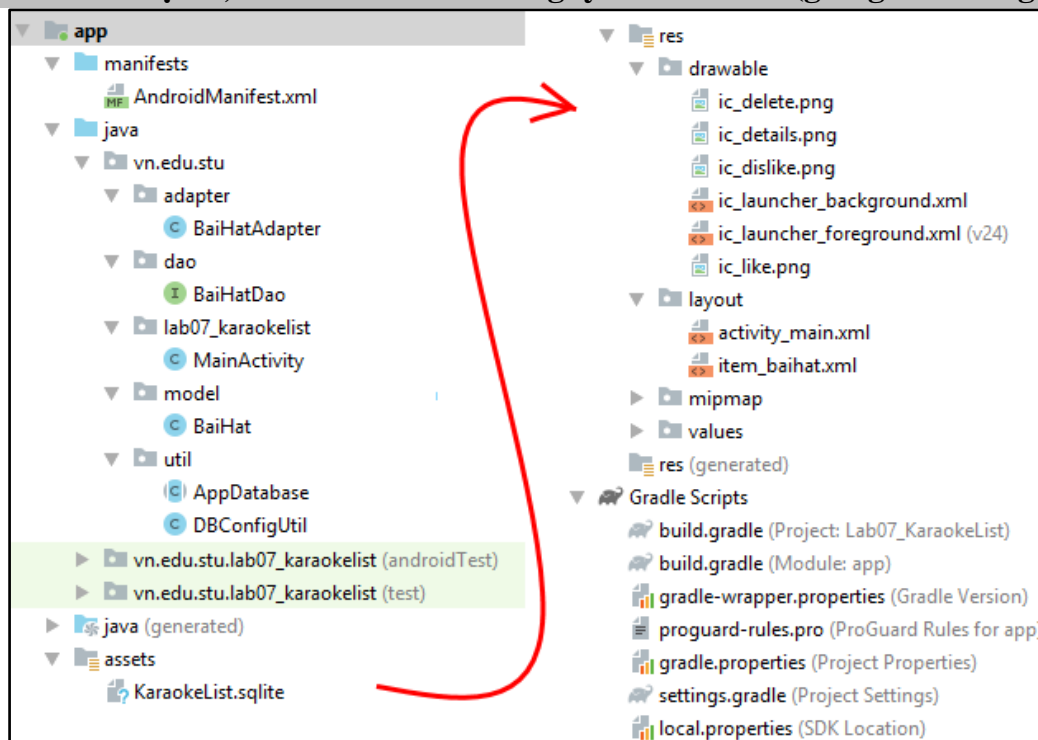 app
manifests
AndroidManifest.xml
java
vn.edu.stu
adapter
BaiHatAdapter
dao
BaiHatDao
lab07_karaokelist
MainActivity
model
BaiHat
util
AppDatabase
DBConfigUtil
vn.edu.stu.lab07_karaokelist (androidTest)
vn.edu.stu.lab07_karaokelist (test)
java (generated)
assets
KaraokeList.sqlite
res
drawable
ic_delete.png
ic_details.png
ic_dislike.png
ic_launcher_background.xml
ic_launcher_foreground.xml (v24)
ic_like.png
layout
activity_main.xml
item_baihat.xml
mipmap
values
res (generated)
Gradle Scripts
build.gradle (Project: Lab07_KaraokeList)
build.gradle (Module: app)
gradle-wrapper.properties (Gradle Version)
proguard-rules.pro (ProGuard Rules for app)
gradle.properties (Project Properties)
settings.gradle (Project Settings)
local.properties (SDK Location)